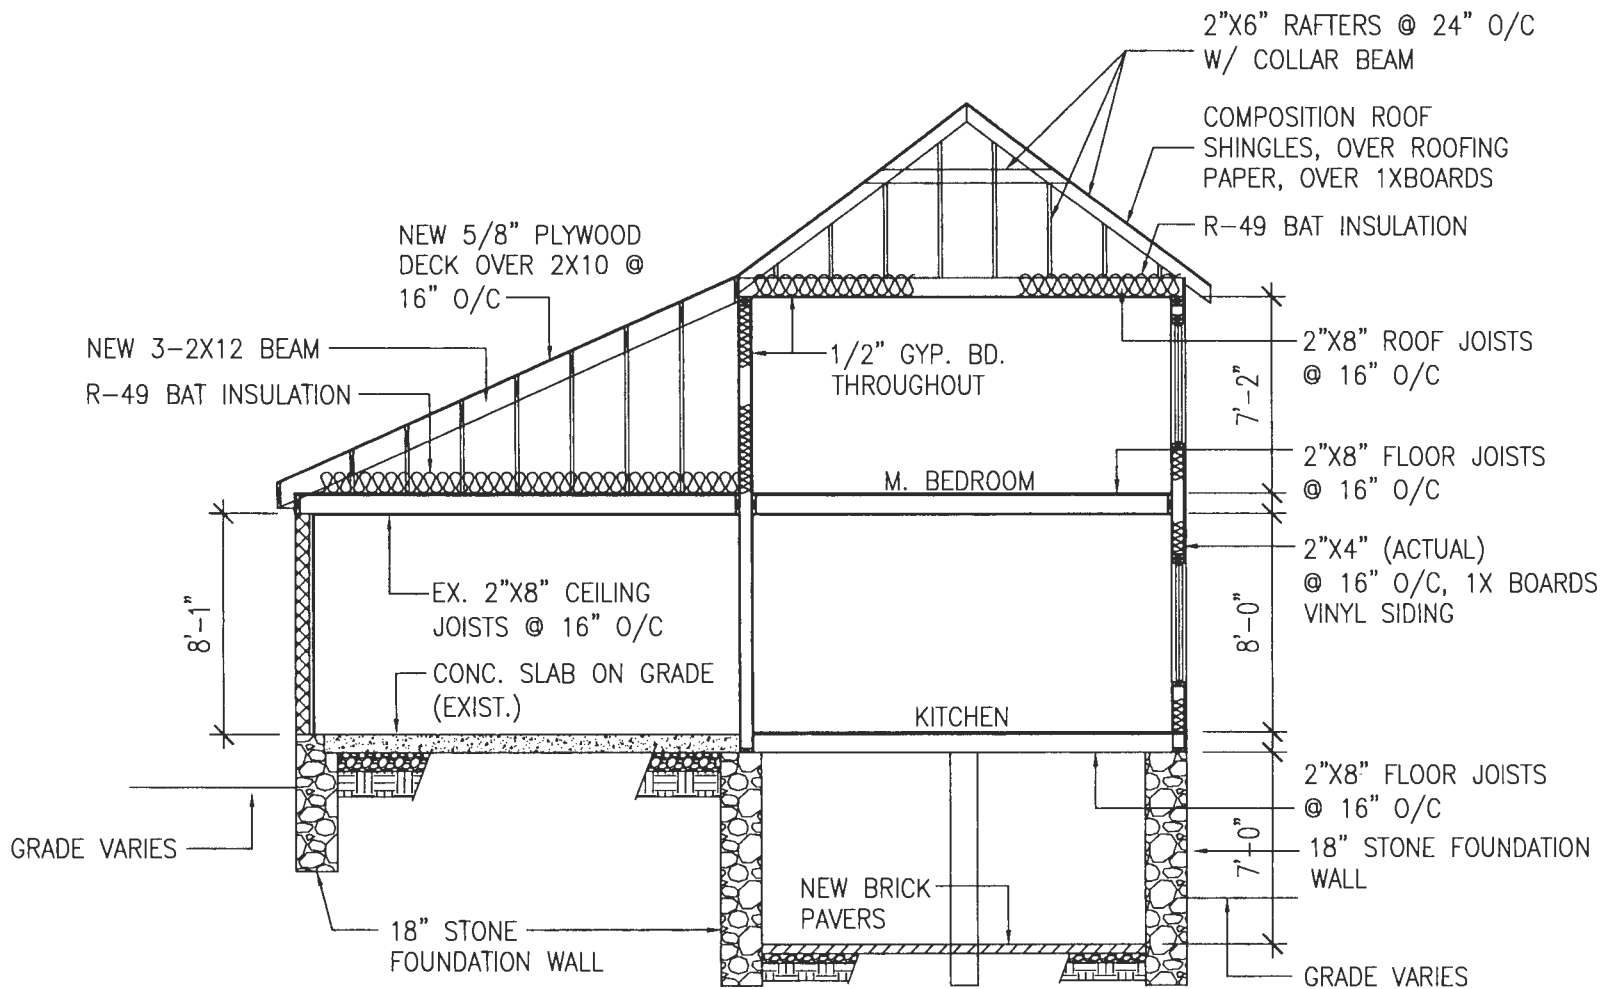 2"X6" RAFTERS @ 24" O/C
W/ COLLAR BEAM
COMPOSITION ROOF
SHINGLES, OVER ROOFING
PAPER, OVER 1XBOARDS
R-49 BAT INSULATION
NEW 5/8" PLYWOOD
DECK OVER 2X10 @
16" O/C
NEW 3-2X12 BEAM
R-49 BAT INSULATION
1/2" GYP. BD.
THROUGHOUT
2"X8" ROOF JOISTS
@ 16" O/C
7'-2"
2"X8" FLOOR JOISTS
@ 16" O/C
M. BEDROOM
2"X4" (ACTUAL)
@ 16" O/C, 1X BOARDS
VINYL SIDING
EX. 2"X8" CEILING
JOISTS @ 16" O/C
8'-1"
8'-0"
CONC. SLAB ON GRADE
(EXIST.)
KITCHEN
2"X8" FLOOR JOISTS
@ 16" O/C
GRADE VARIES
7'-0"
18" STONE FOUNDATION
WALL
NEW BRICK
PAVERS
18" STONE
FOUNDATION WALL
GRADE VARIES